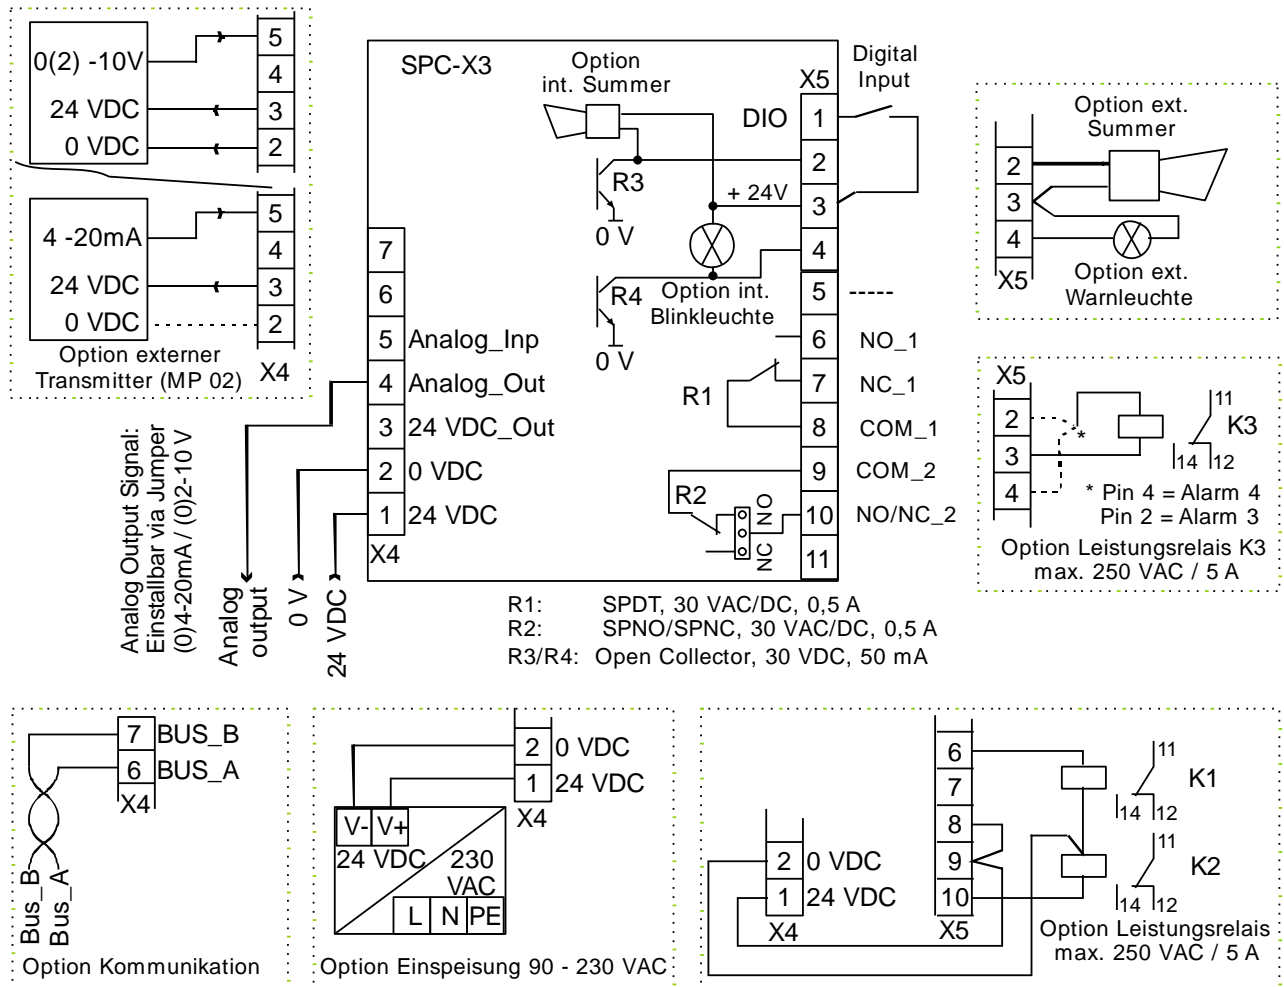 0(2) -10V
24 VDC
0 VDC
5
4
3
2
4 -20mA
24 VDC
0 VDC
5
4
3
2
Option externer
Transmitter (MP 02)
X4
SPC-X3
Option
int. Summer
X5
Digital
Input
DIO
1
2
3
4
5
6
7
8
9
10
11
R3
0 V
+ 24V
R4
0 V
Option int.
Blinkleuchte
-----
NO_1
NC_1
COM_1
COM_2
NO/NC_2
R1
R2
NO
NC
7
6
5 Analog_Inp
4 Analog_Out
3 24 VDC_Out
2 0 VDC
1 24 VDC
X4
Analog Output Signal:
Einstallbar via Jumper
(0)4-20mA / (0)2-10 V
Analog
output
0 V
24 VDC
R1: SPDT, 30 VAC/DC, 0,5 A
R2: SPNO/SPNC, 30 VAC/DC, 0,5 A
R3/R4: Open Collector, 30 VDC, 50 mA
Option ext.
Summer
2
3
4
X5
Option ext.
Warnleuchte
X5
2
3
4
11
K3
14 12
* Pin 4 = Alarm 4
Pin 2 = Alarm 3
*
Option Leistungsrelais K3
max. 250 VAC / 5 A
7 BUS_B
6 BUS_A
X4
Bus_B
Bus_A
Option Kommunikation
2 0 VDC
1 24 VDC
X4
V- V+
24 VDC
230
VAC
L N PE
Option Einspeisung 90 - 230 VAC
6
7
8
9
10
X5
2 0 VDC
1 24 VDC
X4
11
K1
14 12
11
K2
14 12
Option Leistungsrelais
max. 250 VAC / 5 A